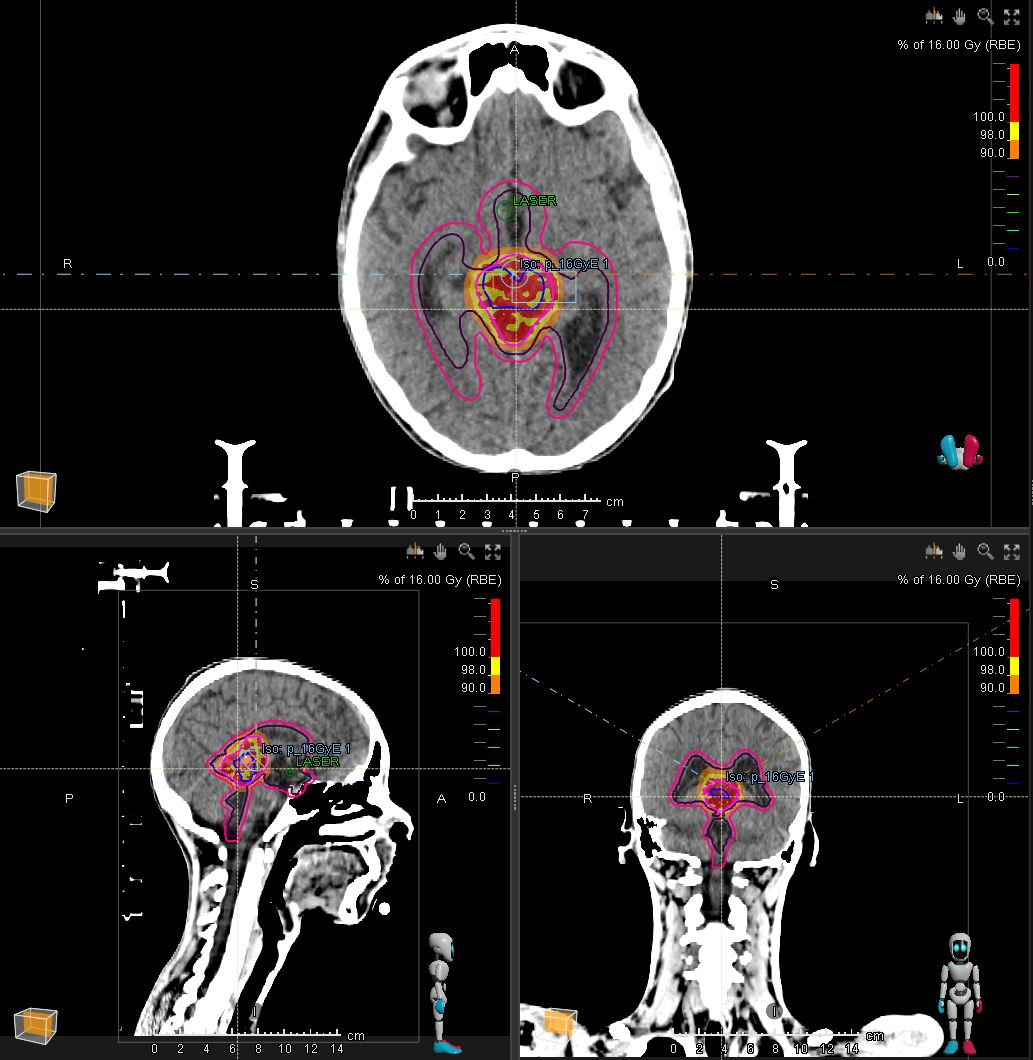 % of 16.00 Gy (RBE)
A
100.0
98.0
90.0
LASER
R
Iso: p_16GyE 1
L
0.0
P
cm
0 1 2 3 4 5 6 7
% of 16.00 Gy (RBE)
S
100.0
98.0
90.0
Iso: p_16GyE 1
LASER
P
A
0.0
I
cm
0 2 4 6 8 10 12 14
% of 16.00 Gy (RBE)
S
100.0
98.0
90.0
Iso: p_16GyE 1
R
L
0.0
I
cm
0 2 4 6 8 10 12 14